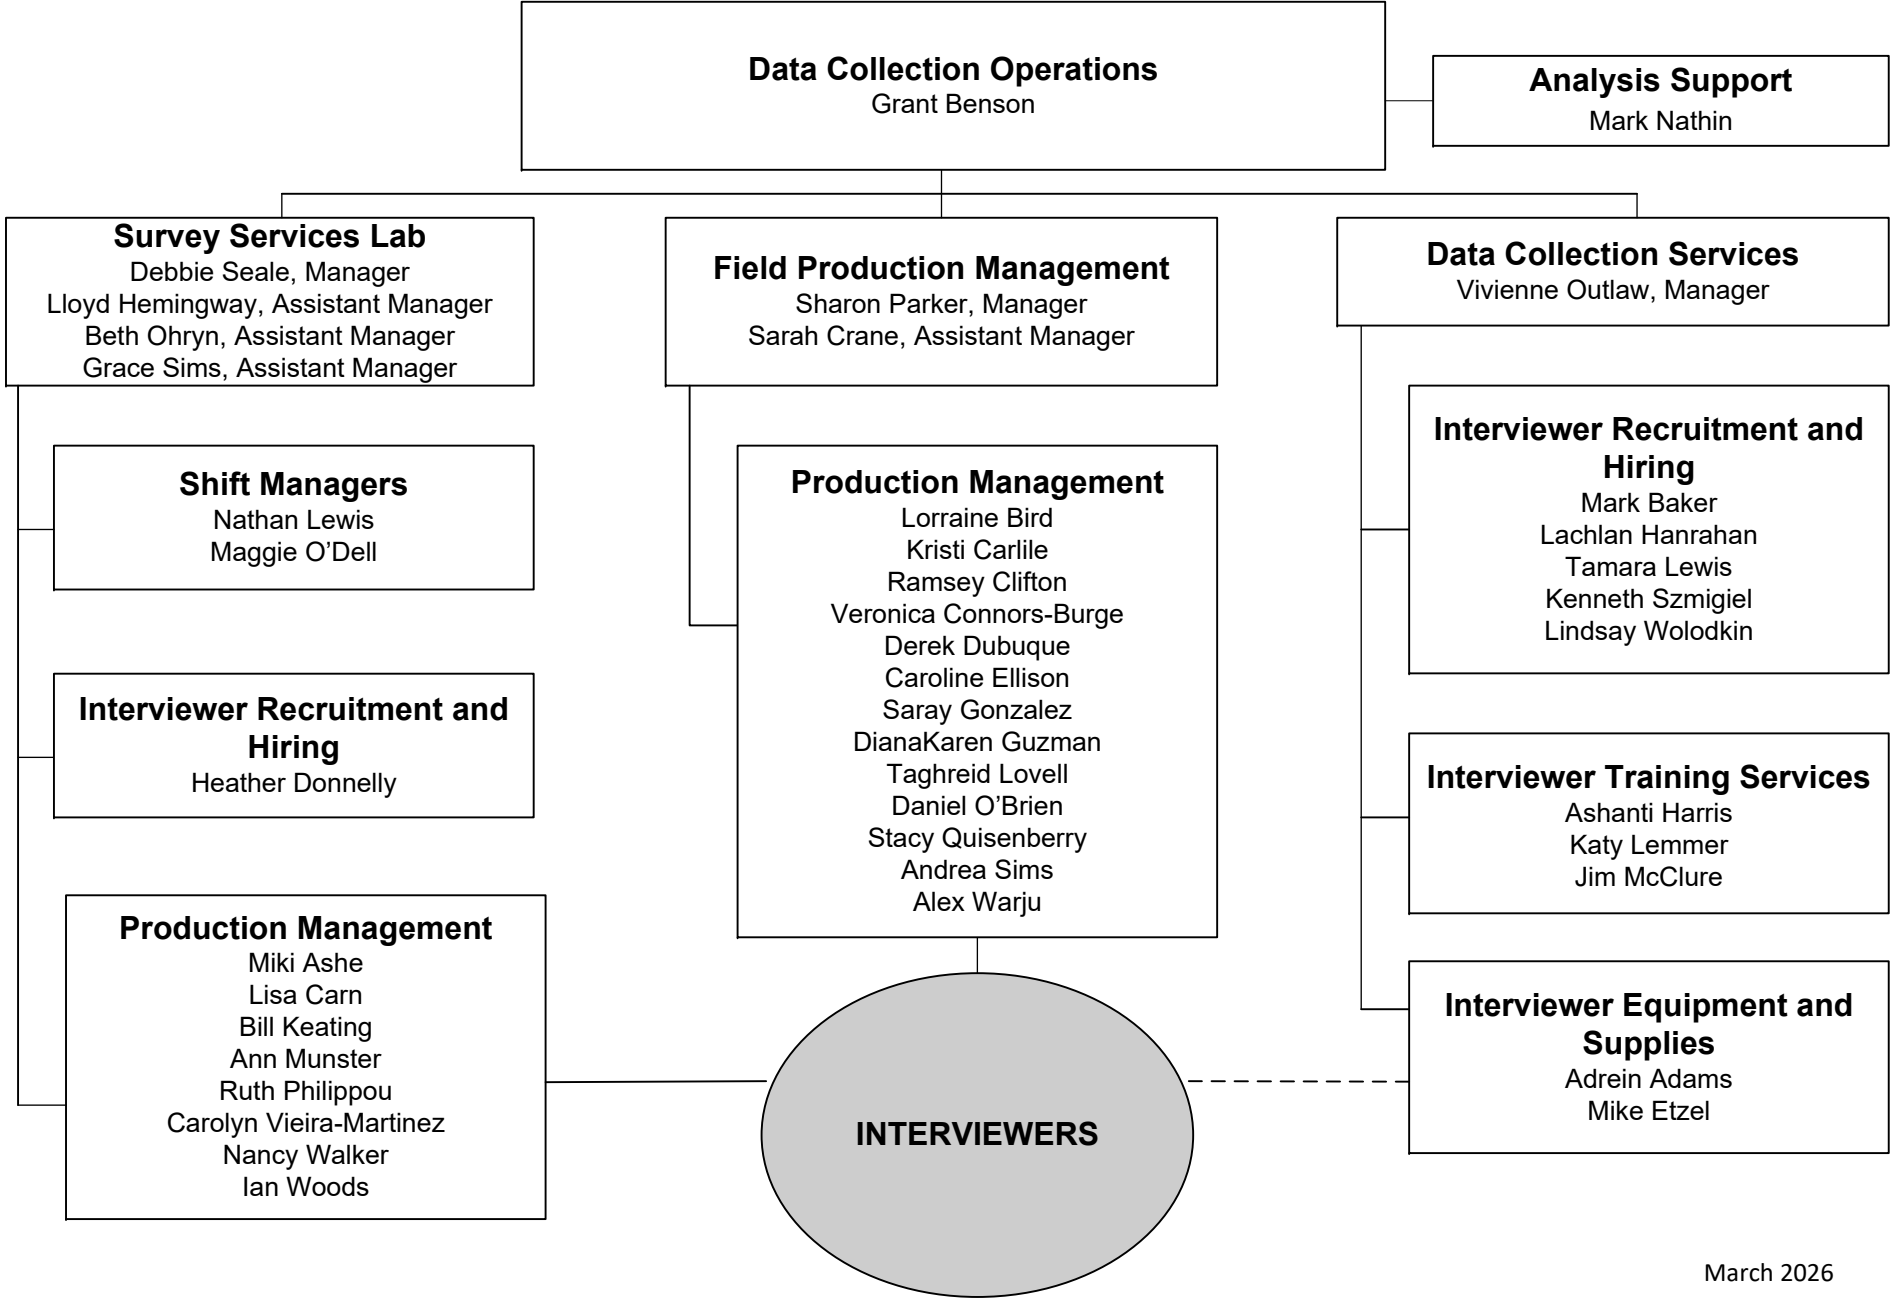 Data Collection Operations
Grant Benson
Analysis Support
Mark Nathin
Survey Services Lab
Debbie Seale, Manager
Lloyd Hemingway, Assistant Manager
Beth Ohryn, Assistant Manager
Grace Sims, Assistant Manager
Field Production Management
Sharon Parker, Manager
Sarah Crane, Assistant Manager
Data Collection Services
Vivienne Outlaw, Manager
Shift Managers
Nathan Lewis
Maggie O’Dell
Interviewer Recruitment and
Hiring
Heather Donnelly
Production Management
Miki Ashe
Lisa Carn
Bill Keating
Ann Munster
Ruth Philippou
Carolyn Vieira-Martinez
Nancy Walker
Ian Woods
Production Management
Lorraine Bird
Kristi Carlile
Ramsey Clifton
Veronica Connors-Burge
Derek Dubuque
Caroline Ellison
Saray Gonzalez
DianaKaren Guzman
Taghreid Lovell
Daniel O’Brien
Stacy Quisenberry
Andrea Sims
Alex Warju
Interviewer Recruitment and
Hiring
Mark Baker
Lachlan Hanrahan
Tamara Lewis
Kenneth Szmigiel
Lindsay Wolodkin
Interviewer Training Services
Ashanti Harris
Katy Lemmer
Jim McClure
Interviewer Equipment and
Supplies
Adrein Adams
Mike Etzel
INTERVIEWERS
March 2026